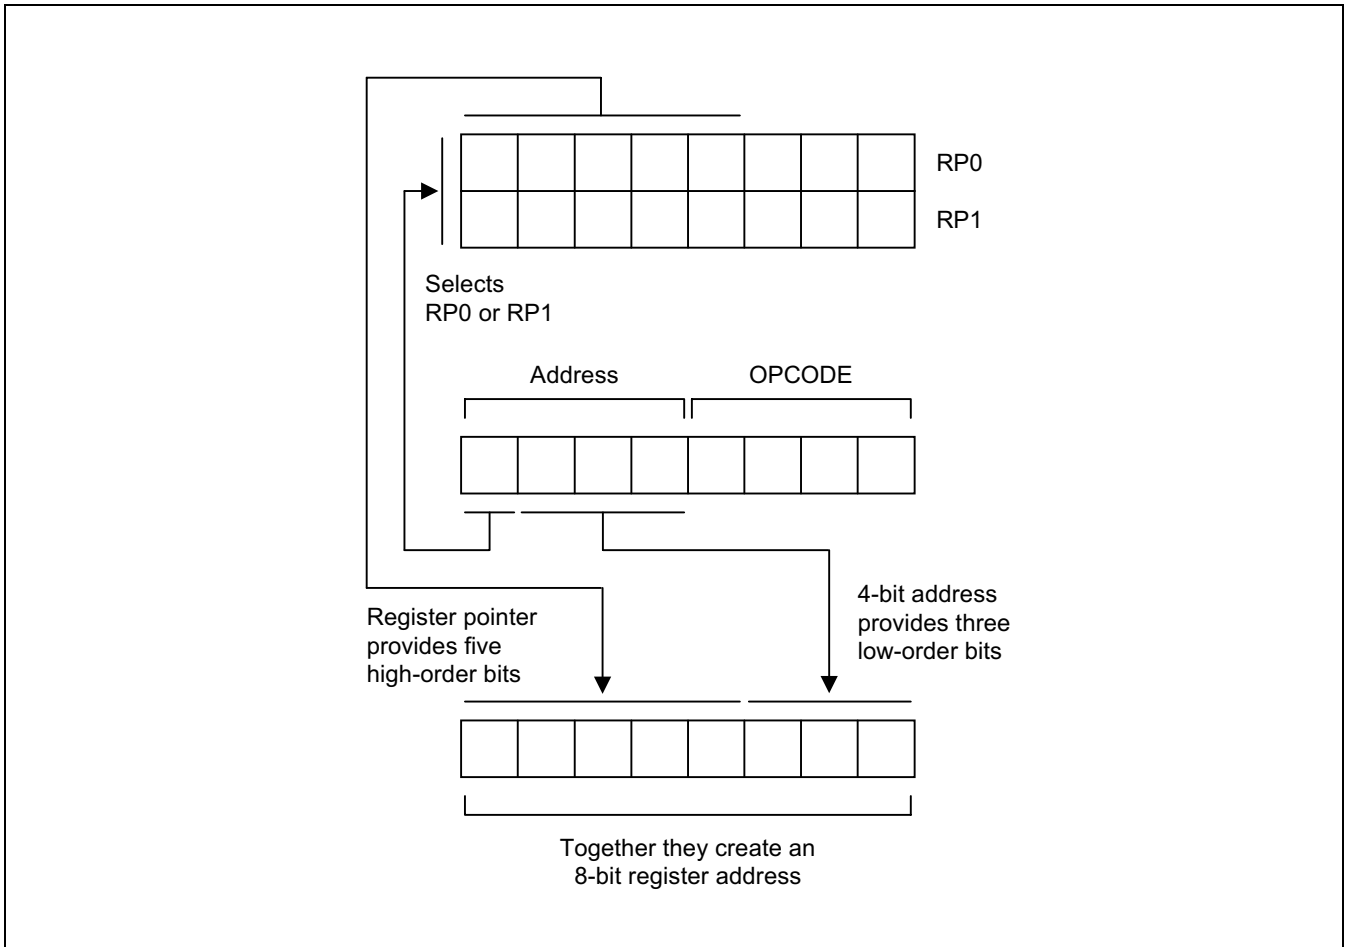 RP0
RP1
Selects
RP0 or RP1
Address
OPCODE
Register pointer
provides five
high-order bits
4-bit address
provides three
low-order bits
Together they create an
8-bit register address